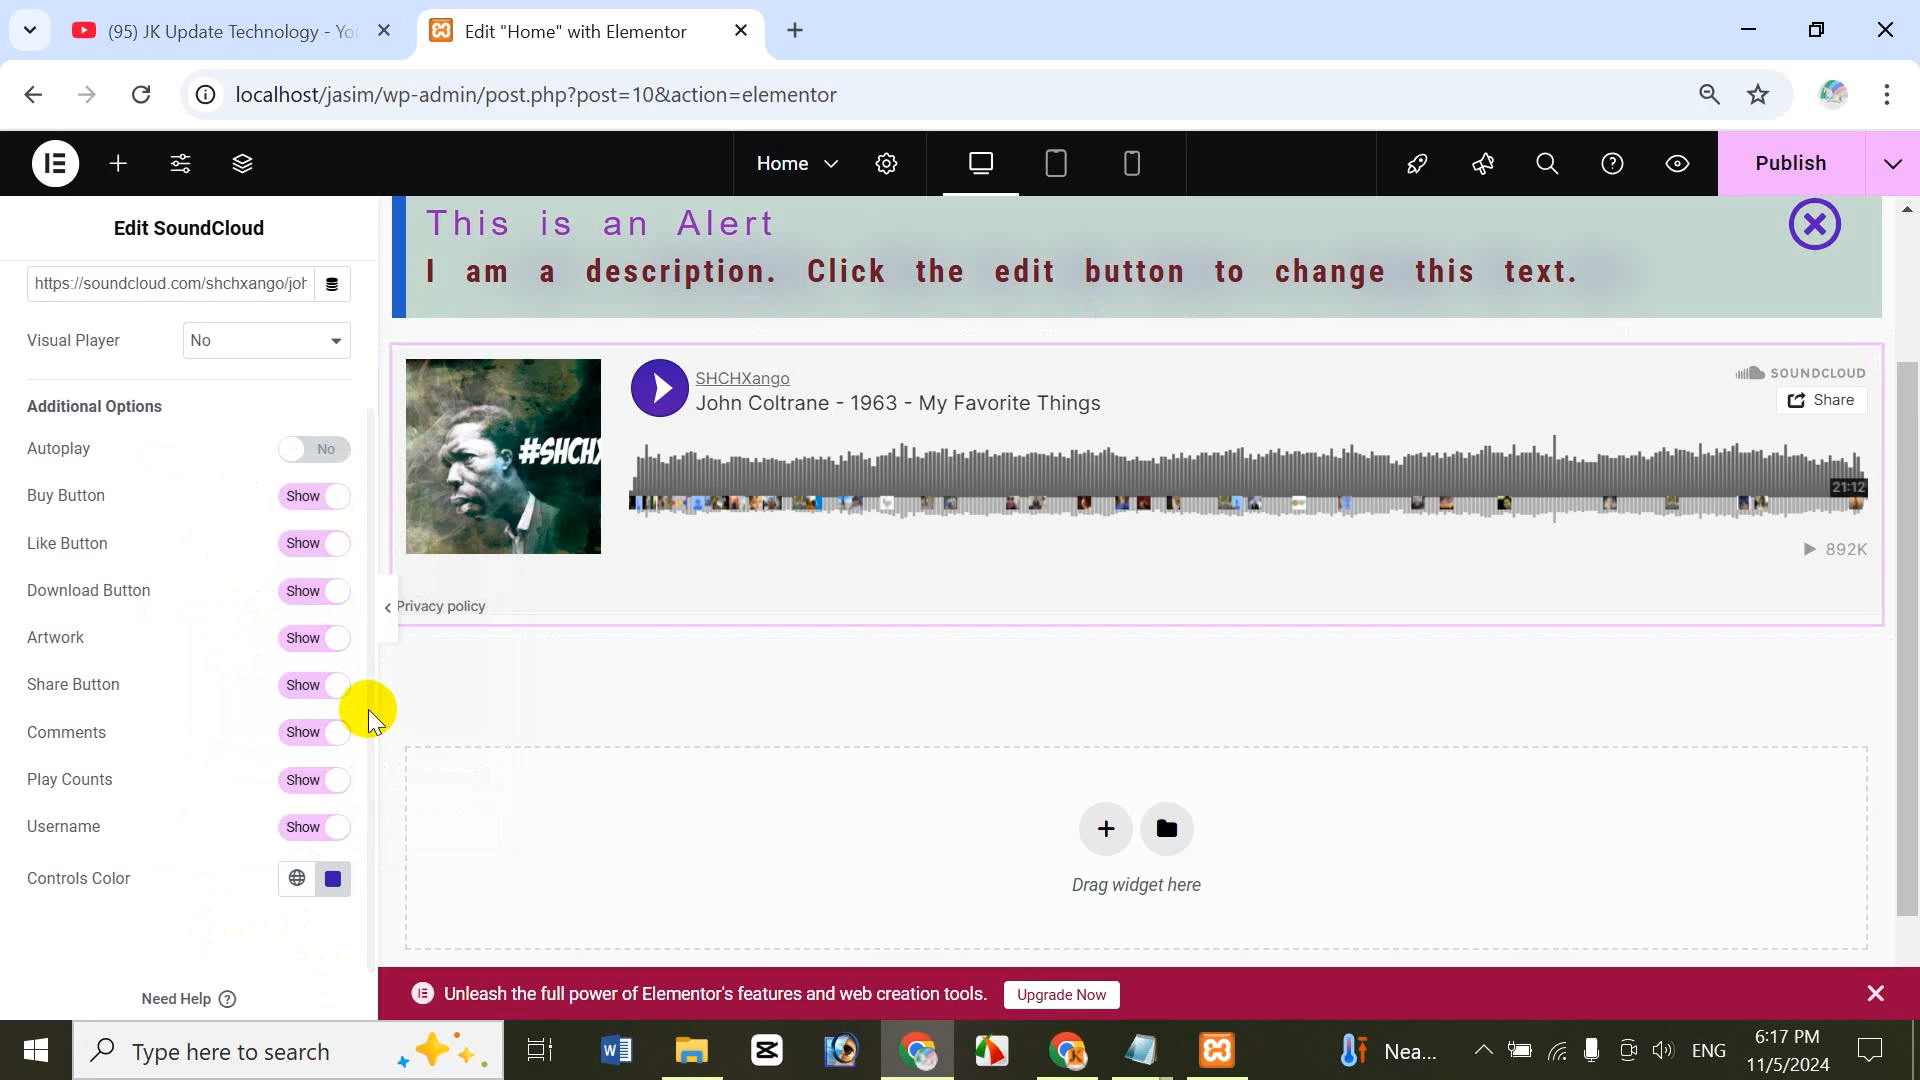 (95) JK Update Technology - You
Edit "Home" with Elementor
localhost/jasim/wp-admin/post.php?post=10&action=elementor
Home
Publish
Edit SoundCloud
https://soundcloud.com/shchxango/joh
Visual Player
No
Additional Options
Autoplay
No
Buy Button
Show
Like Button
Show
Download Button
Show
Artwork
Show
Share Button
Show
Comments
Show
Play Counts
Show
Username
Show
Controls Color
Need Help
This is an Alert
I am a description. Click the edit button to change this text.
#SHCHX
SHCHXango
John Coltrane - 1963 - My Favorite Things
SOUNDCLOUD
Share
21:12
892K
Privacy policy
Drag widget here
Unleash the full power of Elementor's features and web creation tools.
Upgrade Now
Type here to search
Nea...
ENG
6:17 PM
11/5/2024